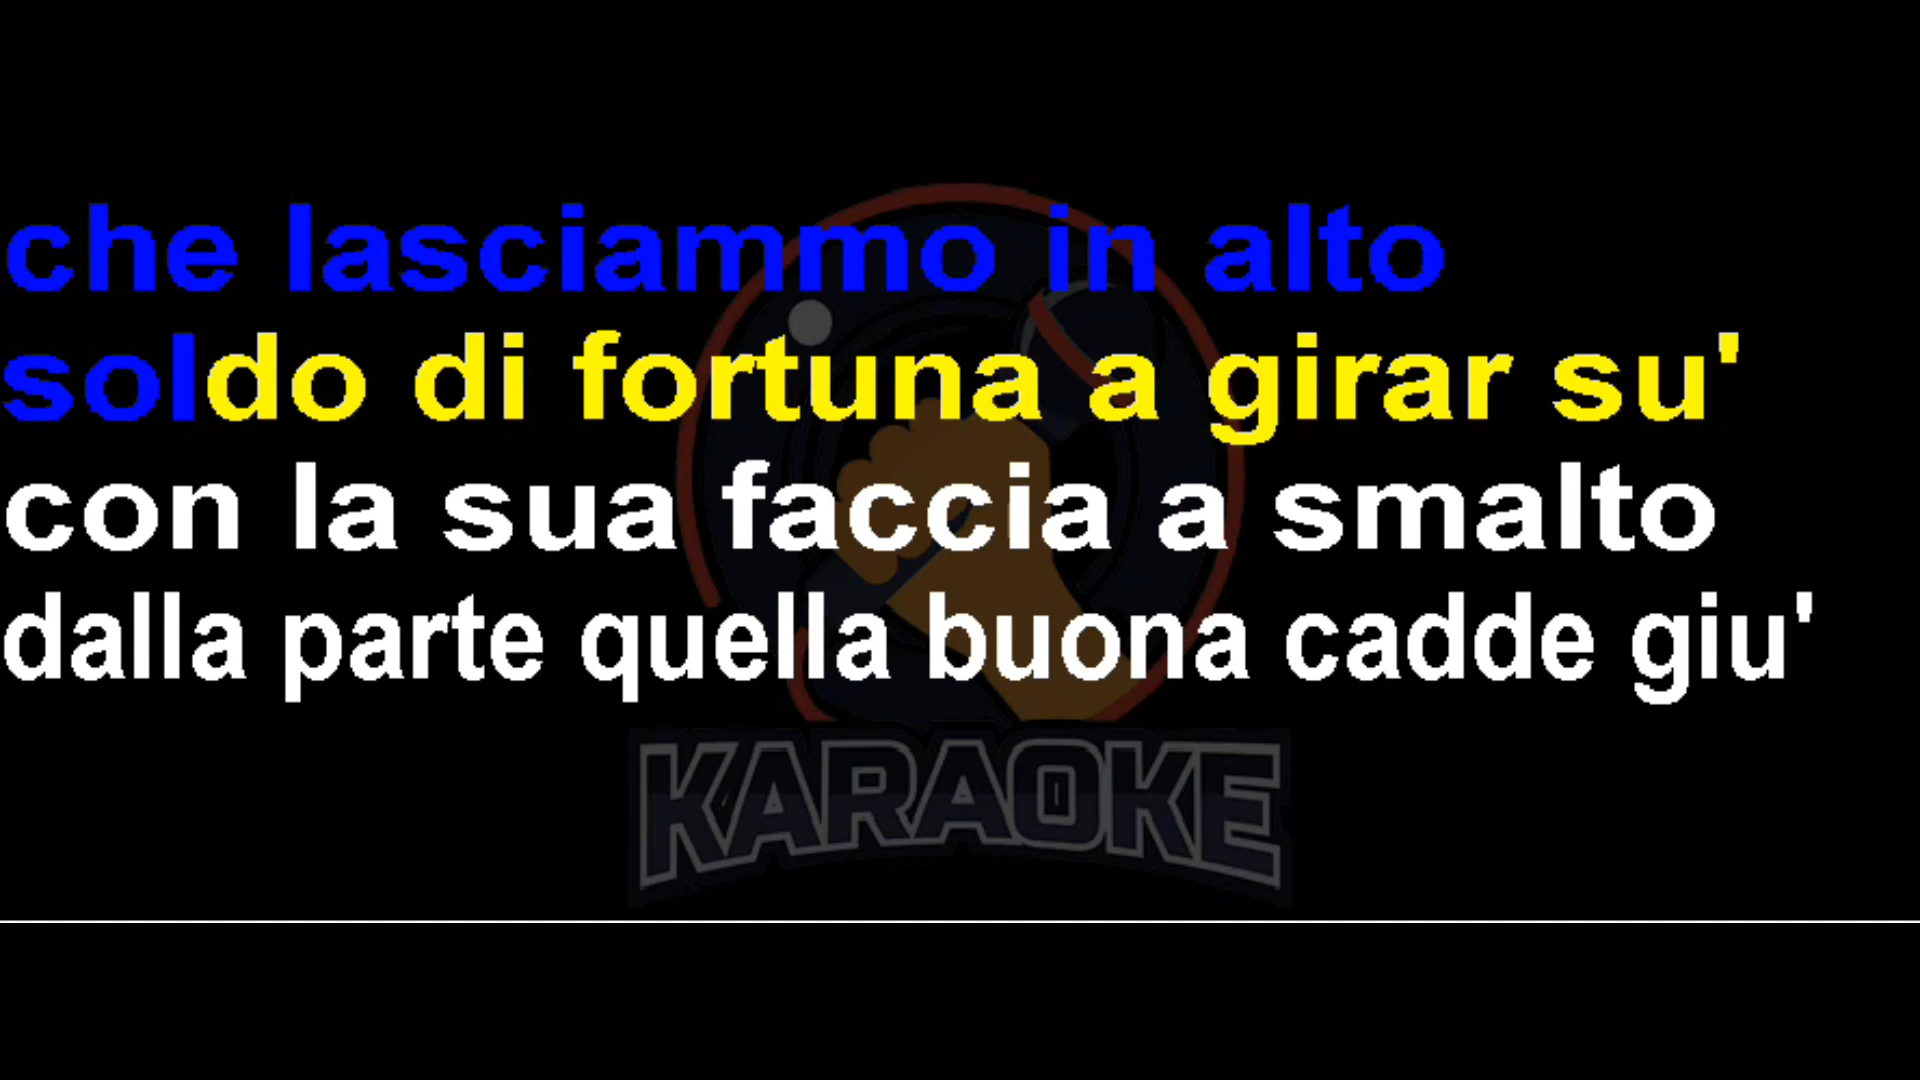 che lasciammo in alto
soldo di fortuna a girar su'
con la sua faccia a smalto
dalla parte quella buona cadde giu'
KARAOKE